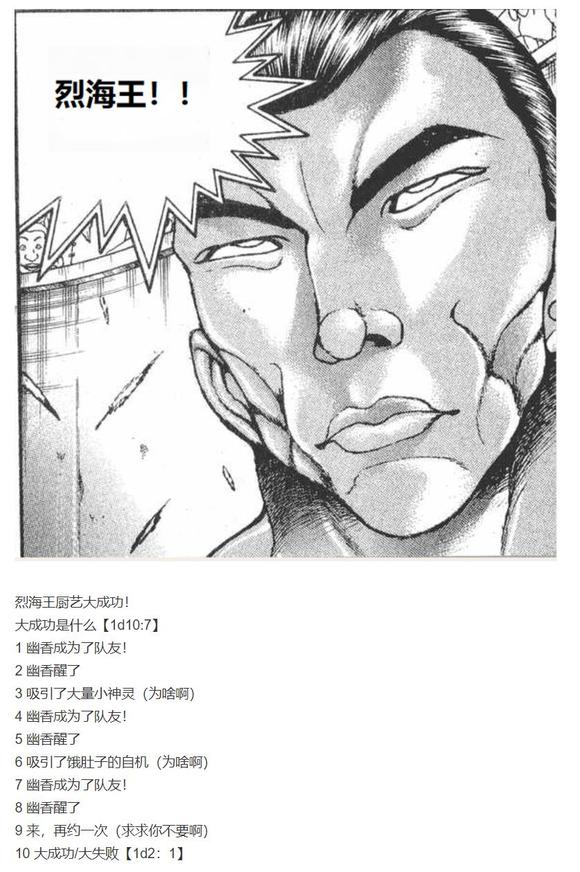 烈海王！！
烈海王厨艺大成功！
大成功是什么【1d10:7】
1 幽香成为了队友！
2 幽香醒了
3 吸引了大量小神灵（为啥啊）
4 幽香成为了队友！
5 幽香醒了
6 吸引了饿肚子的自机（为啥啊）
7 幽香成为了队友！
8 幽香醒了
9 来，再约一次（求求你不要啊）
10 大成功/大失败【1d2：1】